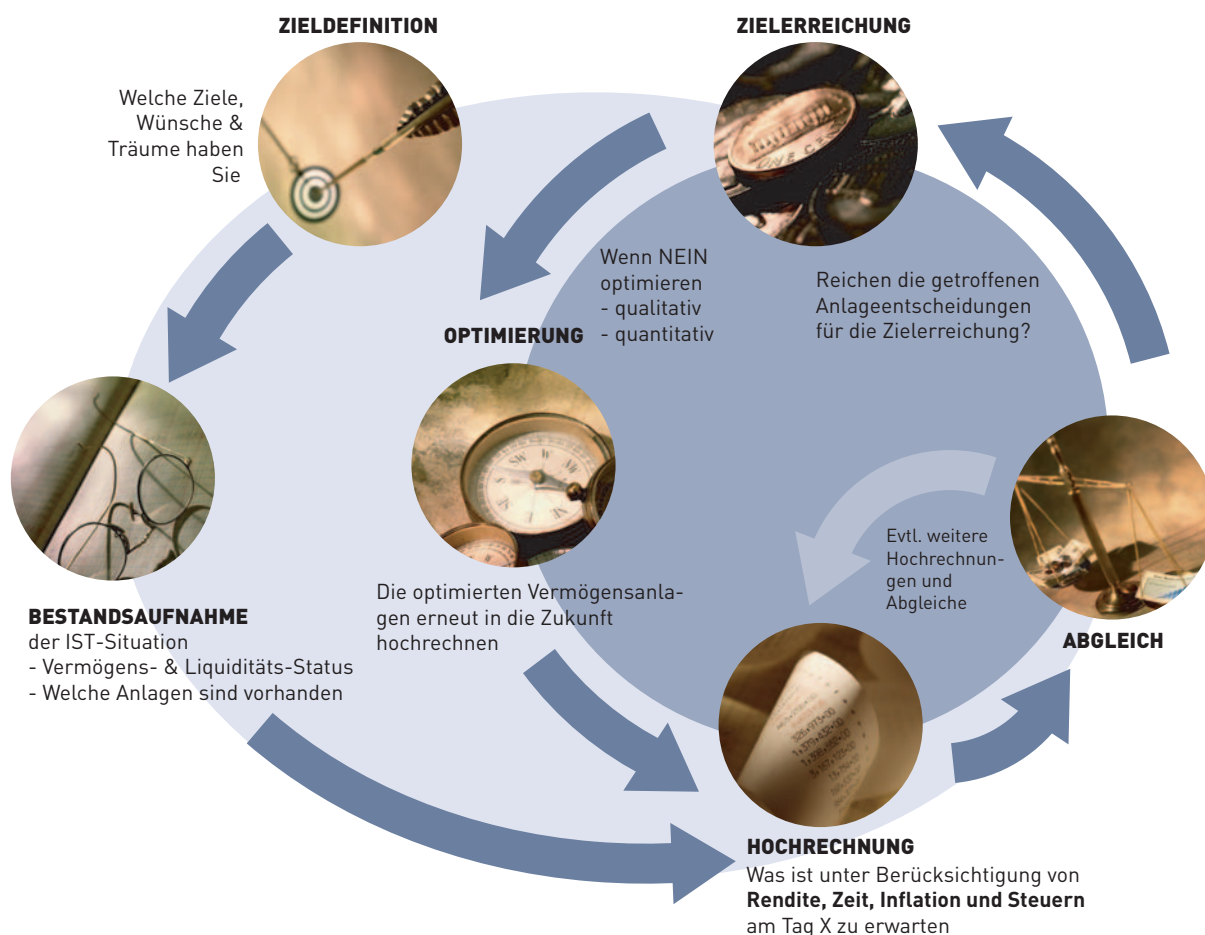 ZIELDEFINITION
Welche Ziele,
Wünsche &
Träume haben
Sie
ZIELERREICHUNG
ONE CE
Reichen die getroffenen
Anlageentscheidungen
für die Zielerreichung?
Wenn NEIN
optimieren
- qualitativ
- quantitativ
OPTIMIERUNG
Die optimierten Vermögensanla-
gen erneut in die Zukunft
hochrechnen
BESTANDSAUFNAHME
der IST-Situation
- Vermögens- & Liquiditäts-Status
- Welche Anlagen sind vorhanden
Evtl. weitere
Hochrechnun-
gen und
Abgleiche
ABGLEICH
HOCHRECHNUNG
Was ist unter Berücksichtigung von
Rendite, Zeit, Inflation und Steuern
am Tag X zu erwarten